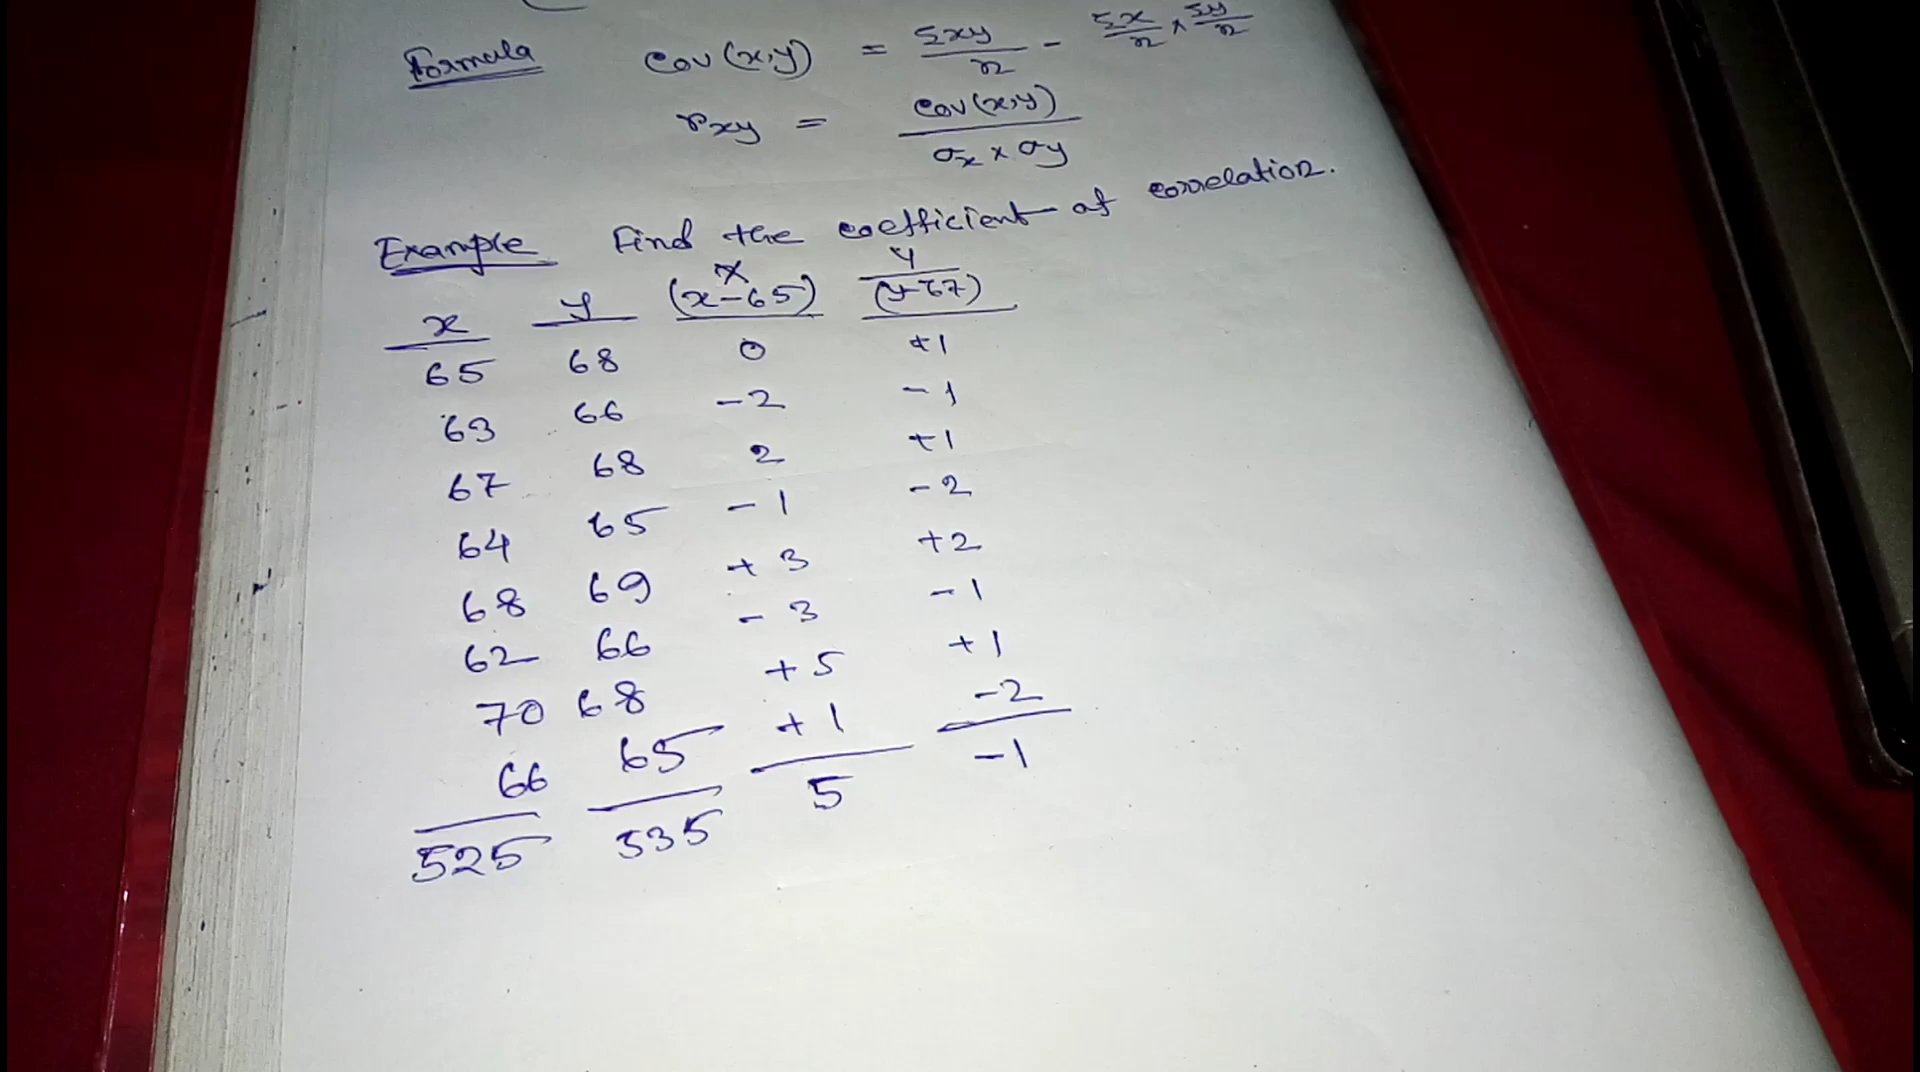 Formula cov (x,y) = Σxy/n - Σx/n × Σy/n
rxy = cov(x,y)/σx × σy
Example Find the coefficient of correlation.
x y X (x-65) Y (y-67)
65 68 0 +1
63 66 -2 -1
67 68 2 +1
64 65 -1 -2
68 69 +3 +2
62 66 -3 -1
70 68 +5 +1
66 65 +1 -2
525 535 5 -1